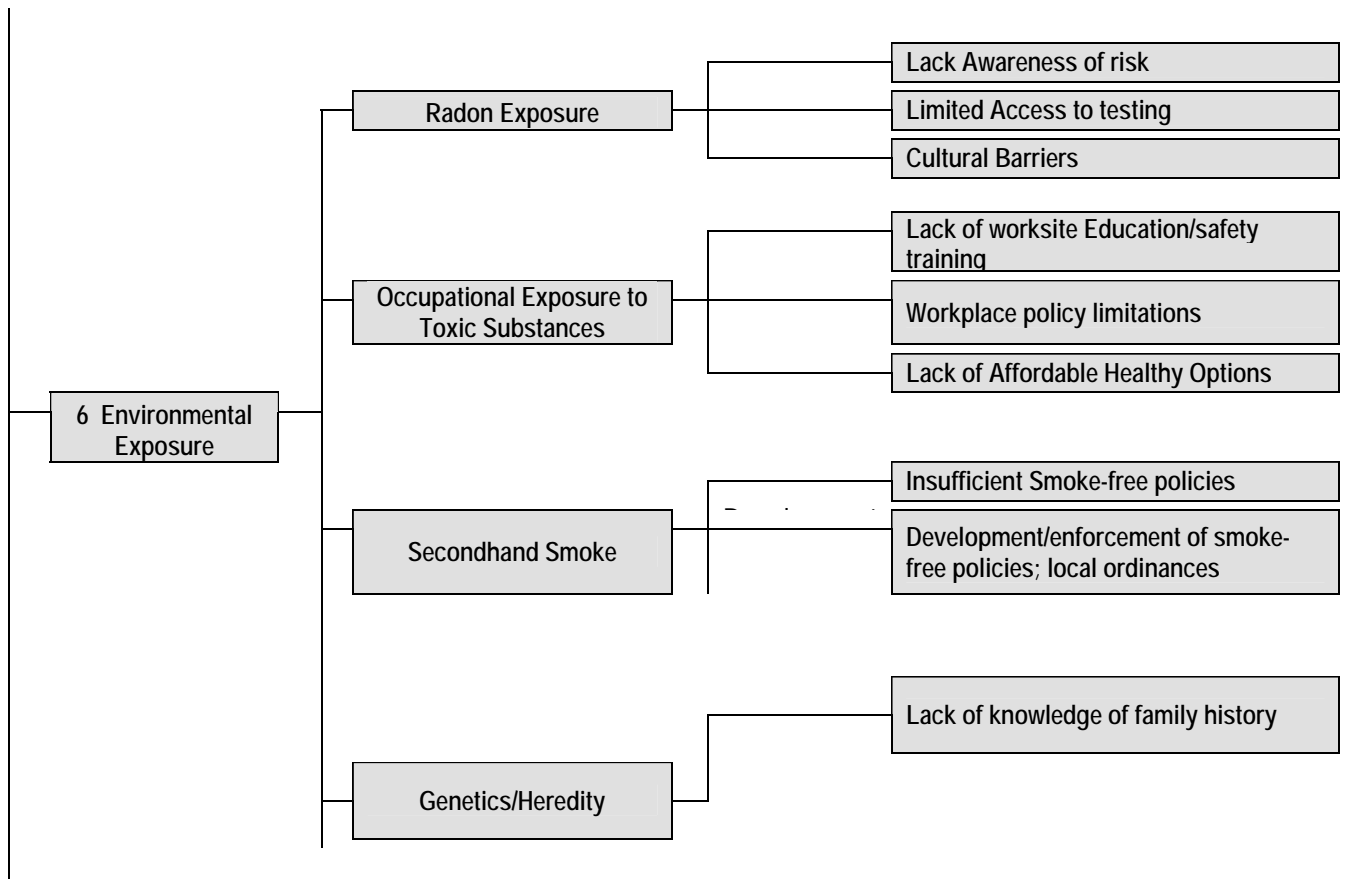 Lack Awareness of risk
Radon Exposure
Limited Access to testing
Cultural Barriers
Lack of worksite Education/safety
training
Occupational Exposure to
Toxic Substances
Workplace policy limitations
Lack of Affordable Healthy Options
6 Environmental
Exposure
Insufficient Smoke-free policies
Secondhand Smoke
Development/enforcement of smoke-
free policies; local ordinances
Lack of knowledge of family history
Genetics/Heredity